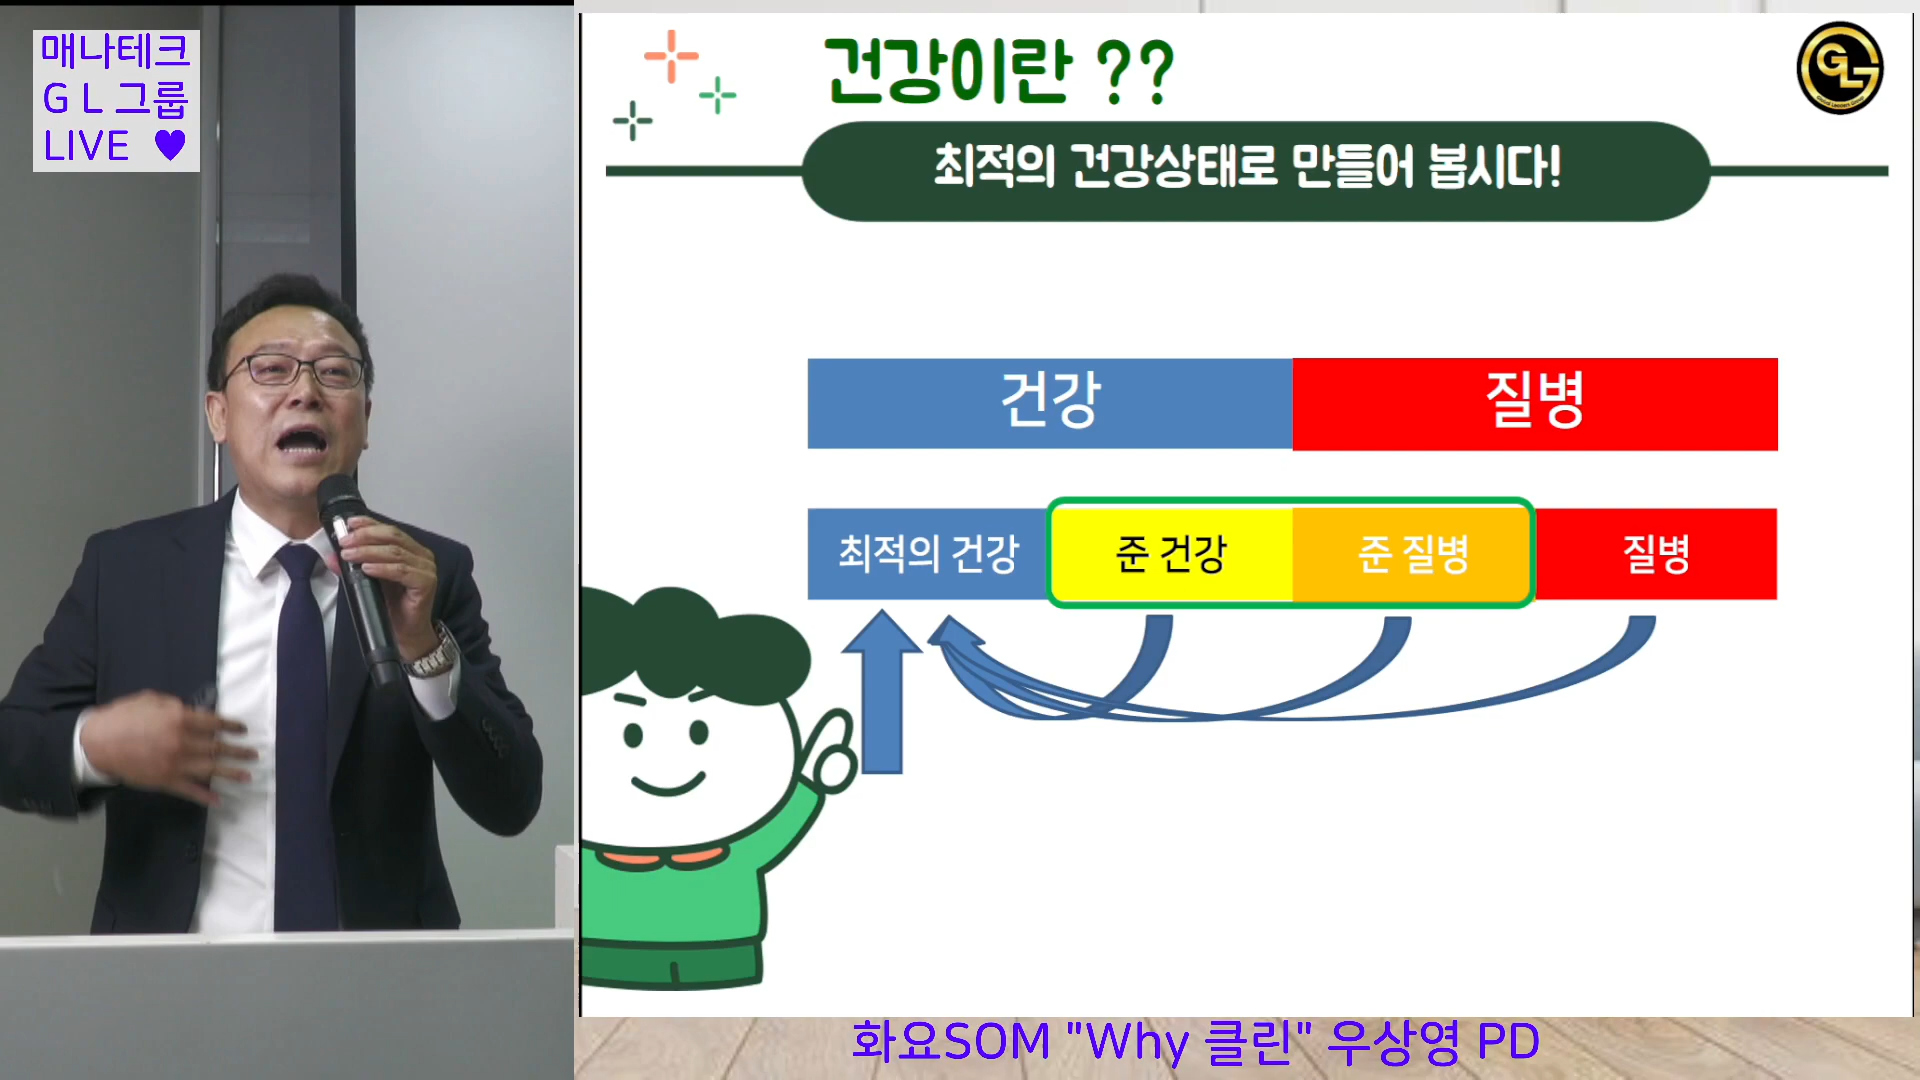 매나테크
G L 그룹
LIVE ♥
건강이란 ??
GLG
최적의 건강상태로 만들어 봅시다!
건강 질병
최적의 건강 준 건강 준 질병 질병
화요SOM "Why 클린" 우상영 PD